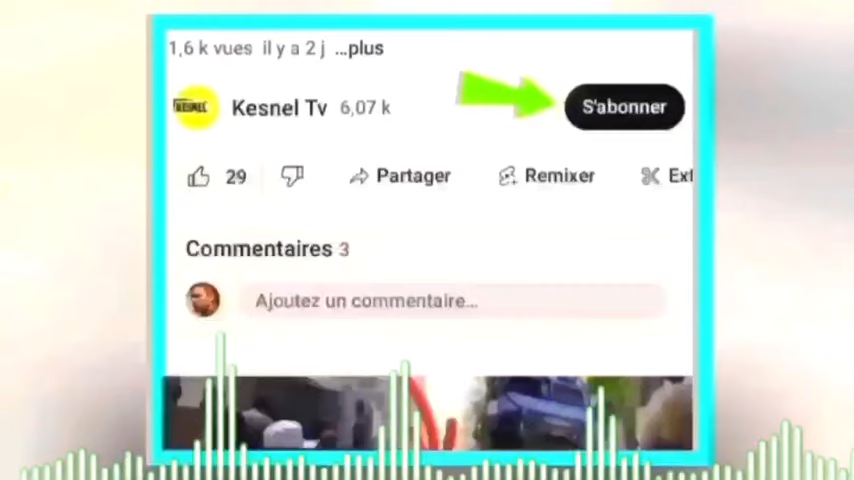 1,6 k vues il y a 2 j ...plus
KESNEL
Kesnel Tv 6,07 k
S'abonner
29
Partager
Remixer
Ext
Commentaires 3
Ajoutez un commentaire...